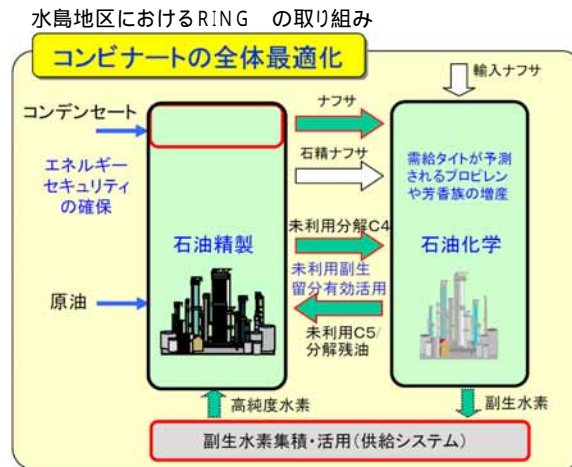 水島地区におけるRING の取り組み
コンビナートの全体最適化
輸入ナフサ
コンデンセート
ナフサ
エネルギー
セキュリティ
の確保
石精ナフサ
需給タイトが予測
されるプロピレン
や芳香族の増産
石油精製
未利用分解C4
石油化学
未利用副生
留分有効活用
原油
未利用C5/
分解残油
高純度水素
副生水素
副生水素集積・活用(供給システム)